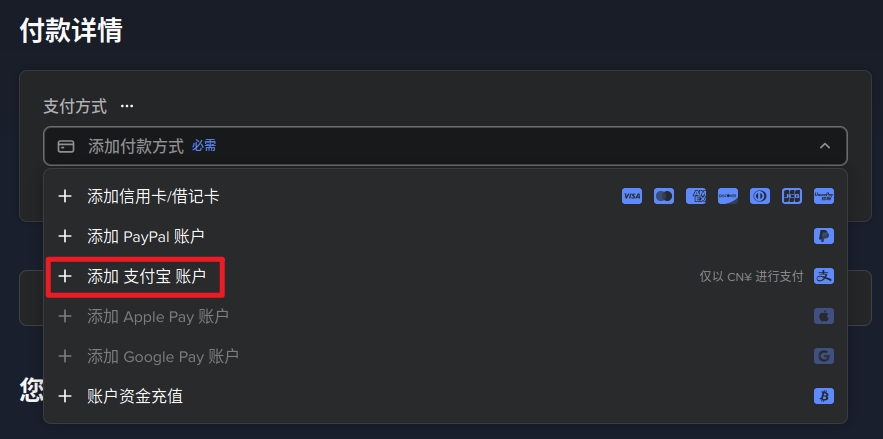 付款详情
支付方式 ...
添加付款方式 必需
添加信用卡/借记卡 VISA
添加 PayPal 账户
添加 支付宝 账户 仅以 CN¥ 进行支付 支
添加 Apple Pay 账户
添加 Google Pay 账户 G
您
账户资金充值